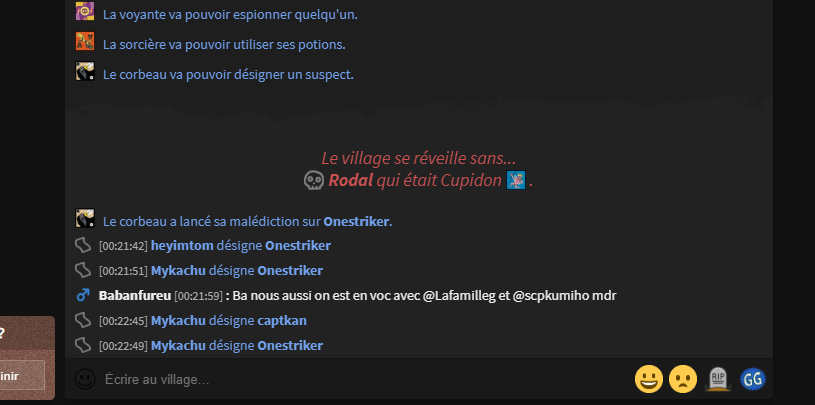 La voyante va pouvoir espionner quelqu'un.
La sorcière va pouvoir utiliser ses potions.
Le corbeau va pouvoir désigner un suspect.
Le village se réveille sans...
Rodal qui était Cupidon .
Le corbeau a lancé sa malédiction sur Onestriker.
[00:21:42] heyimtom désigne Onestriker
[00:21:51] Mykachu désigne Onestriker
Babanfureu [00:21:59] : Ba nous aussi on est en voc avec @Lafamilleg et @scpkumiho mdr
[00:22:45] Mykachu désigne captkan
?
[00:22:49] Mykachu désigne Onestriker
inir
Écrire au village...
RIP
GG